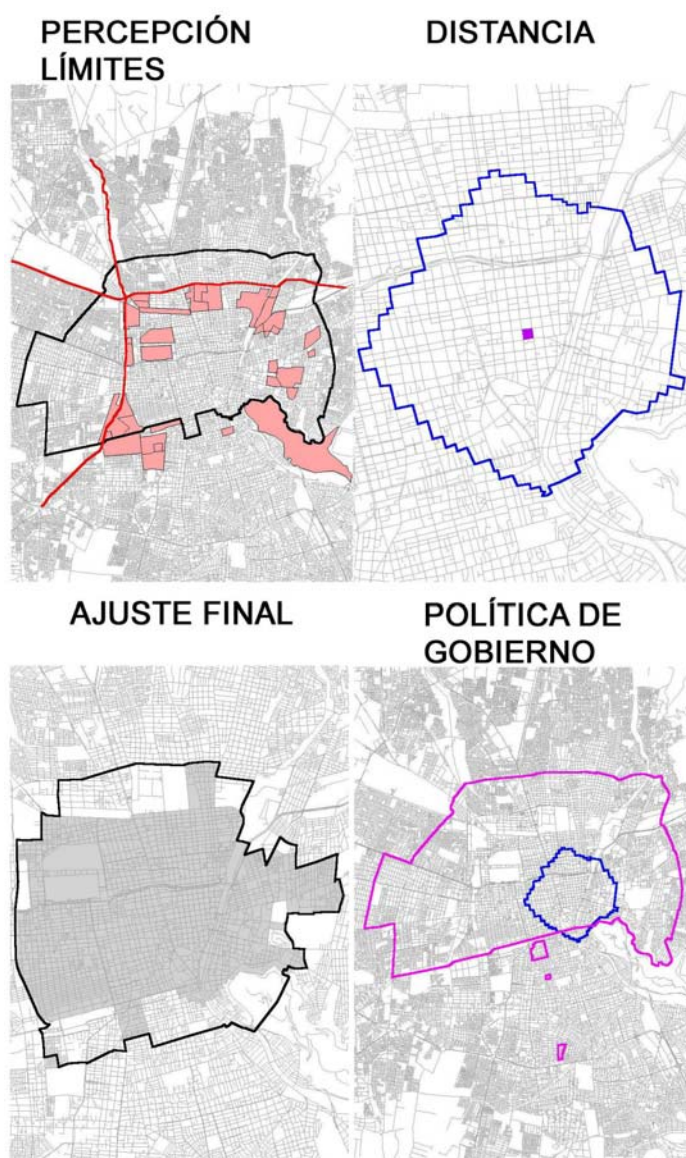 PERCEPCIÓN
LÍMITES
DISTANCIA
AJUSTE FINAL
POLÍTICA DE
GOBIERNO